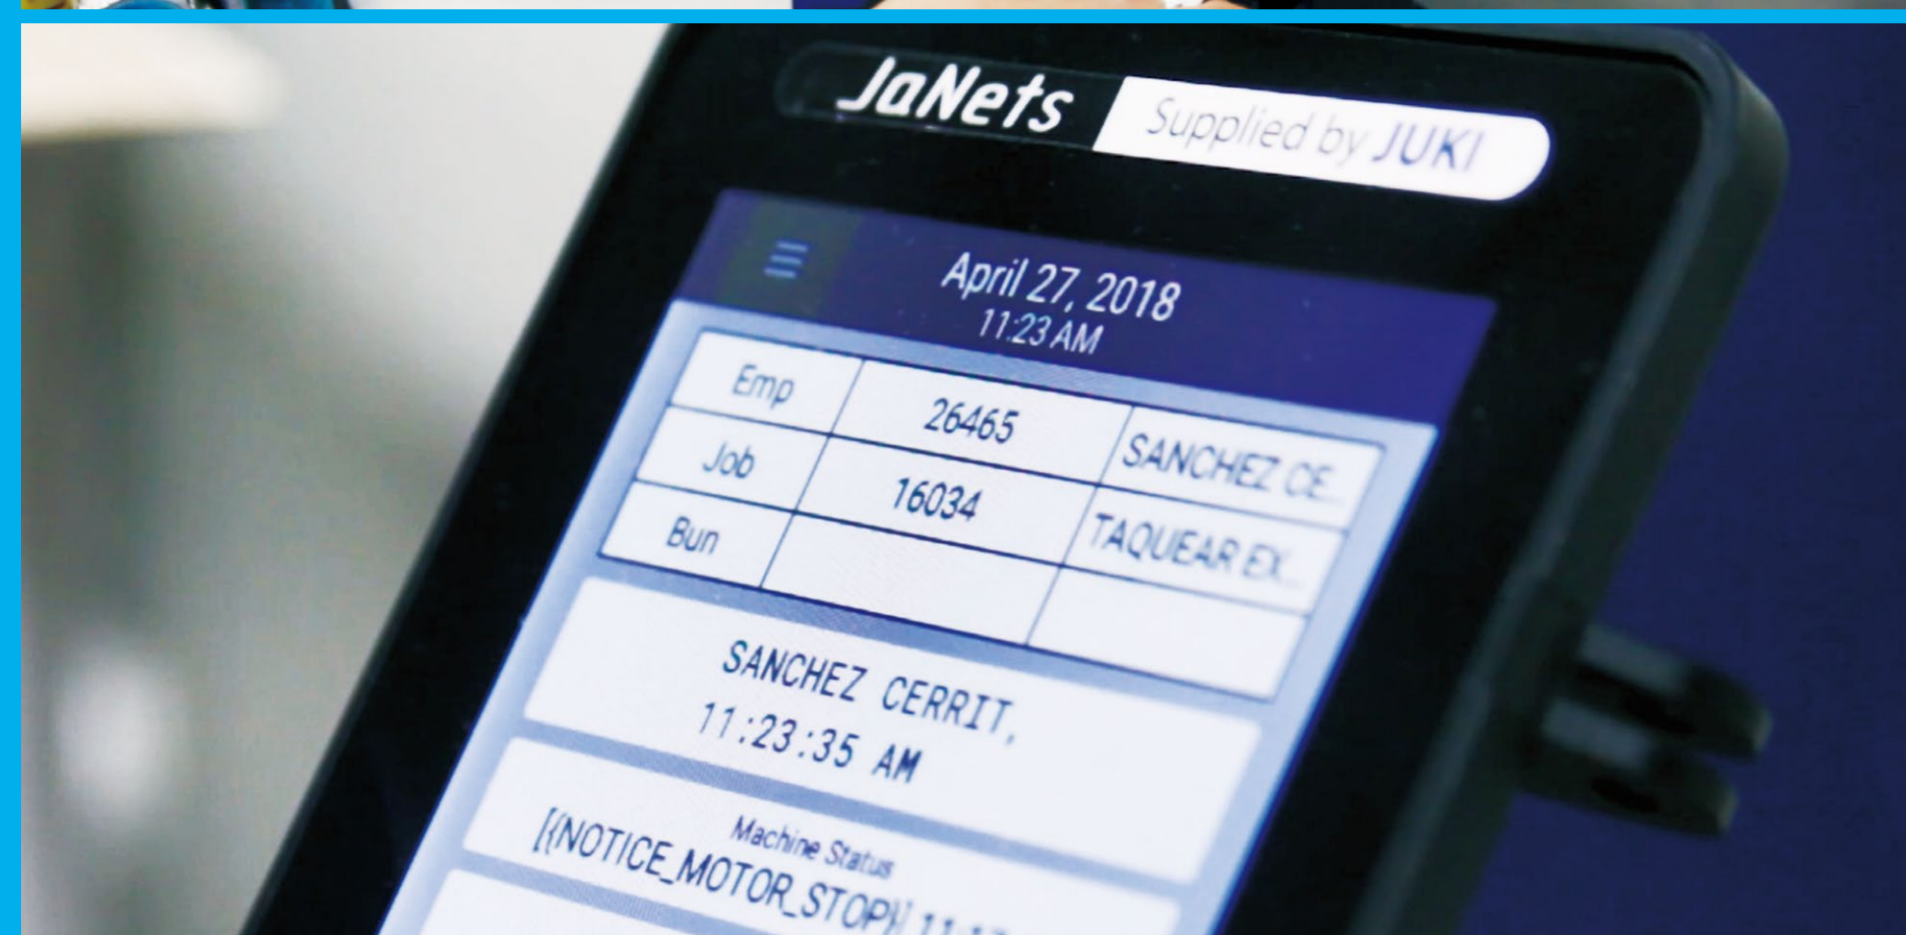 JaNets Supplied by JUKI
April 27, 2018
11:23 AM
Emp 26465 SANCHEZ CE...
Job 16034 TAQUEAR EX...
Bun
SANCHEZ CERRIT,
11:23:35 AM
Machine Status
[{NOTICE_MOTOR_STOP}]